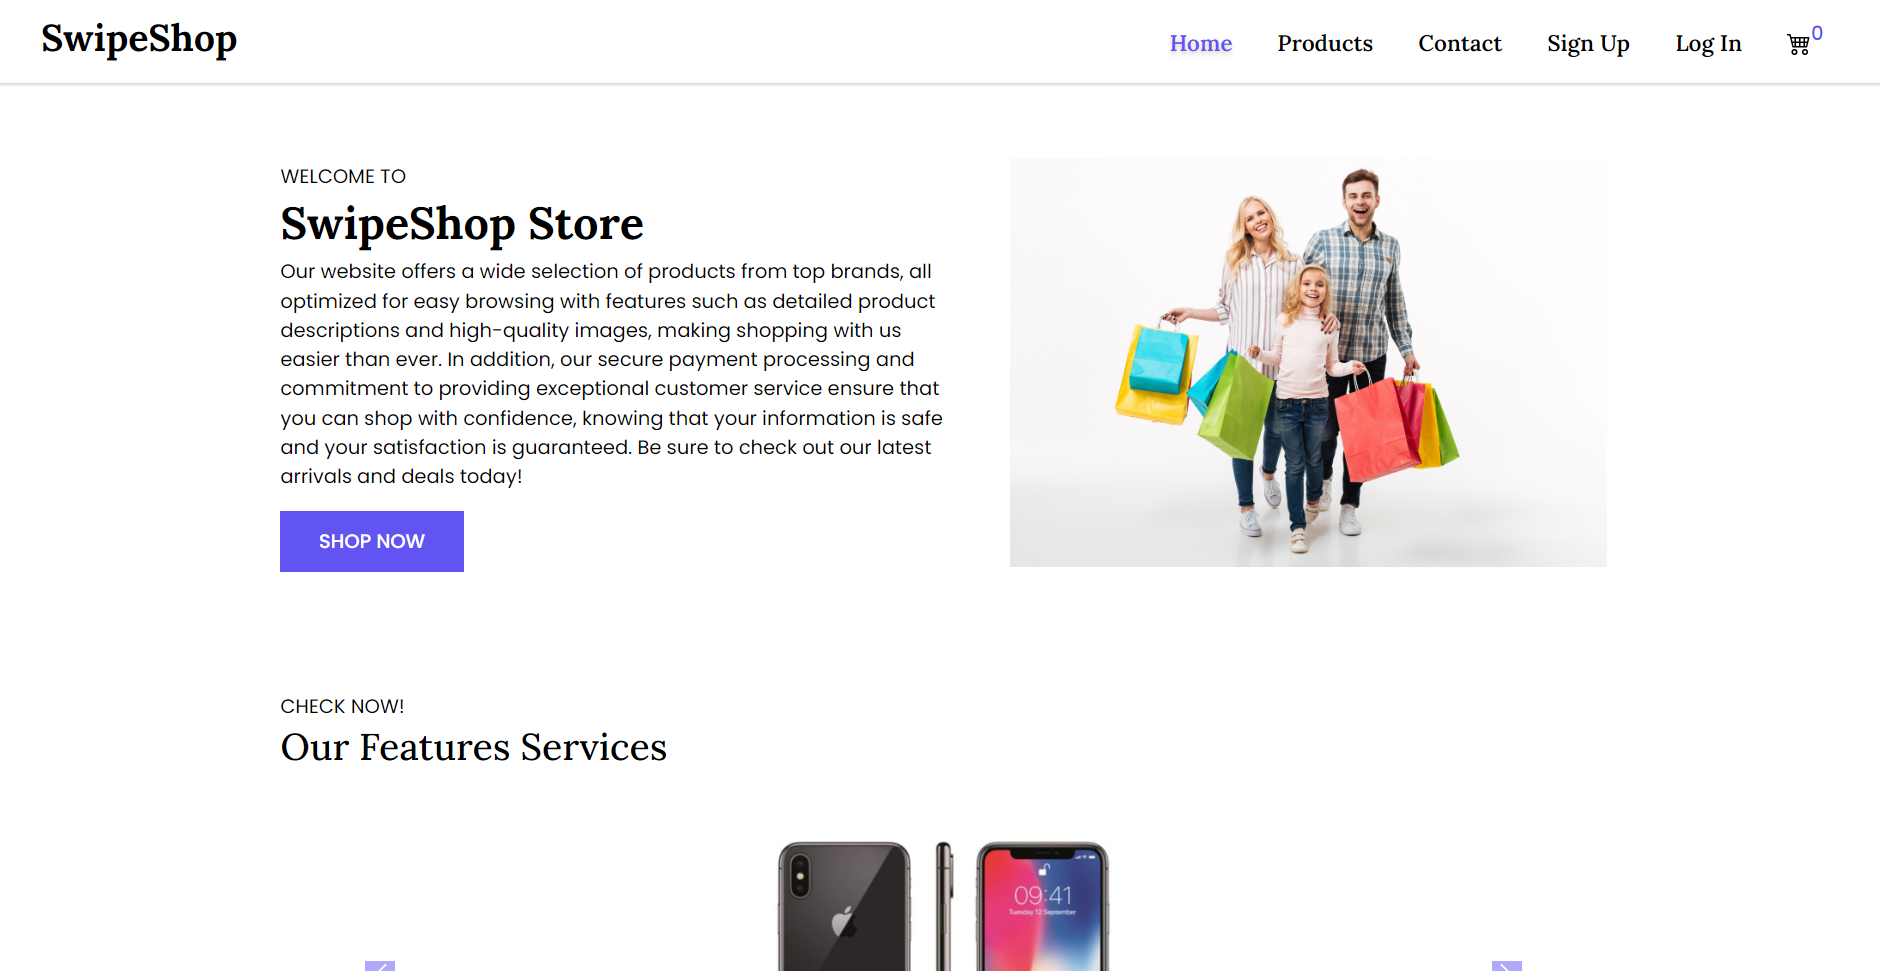 SwipeShop
Home Products Contact Sign Up Log In 0
WELCOME TO
SwipeShop Store
Our website offers a wide selection of products from top brands, all
optimized for easy browsing with features such as detailed product
descriptions and high-quality images, making shopping with us
easier than ever. In addition, our secure payment processing and
commitment to providing exceptional customer service ensure that
you can shop with confidence, knowing that your information is safe
and your satisfaction is guaranteed. Be sure to check out our latest
arrivals and deals today!
SHOP NOW
CHECK NOW!
Our Features Services
09:41
Tuesday 12 September